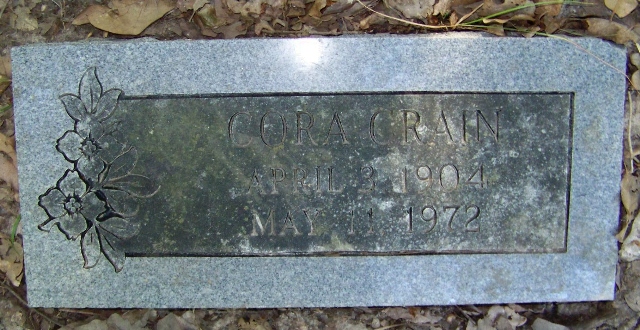 CORA CRAIN
APRIL 3 1904
MAY 11 1972